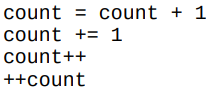 count = count + 1
count += 1
count++
++count